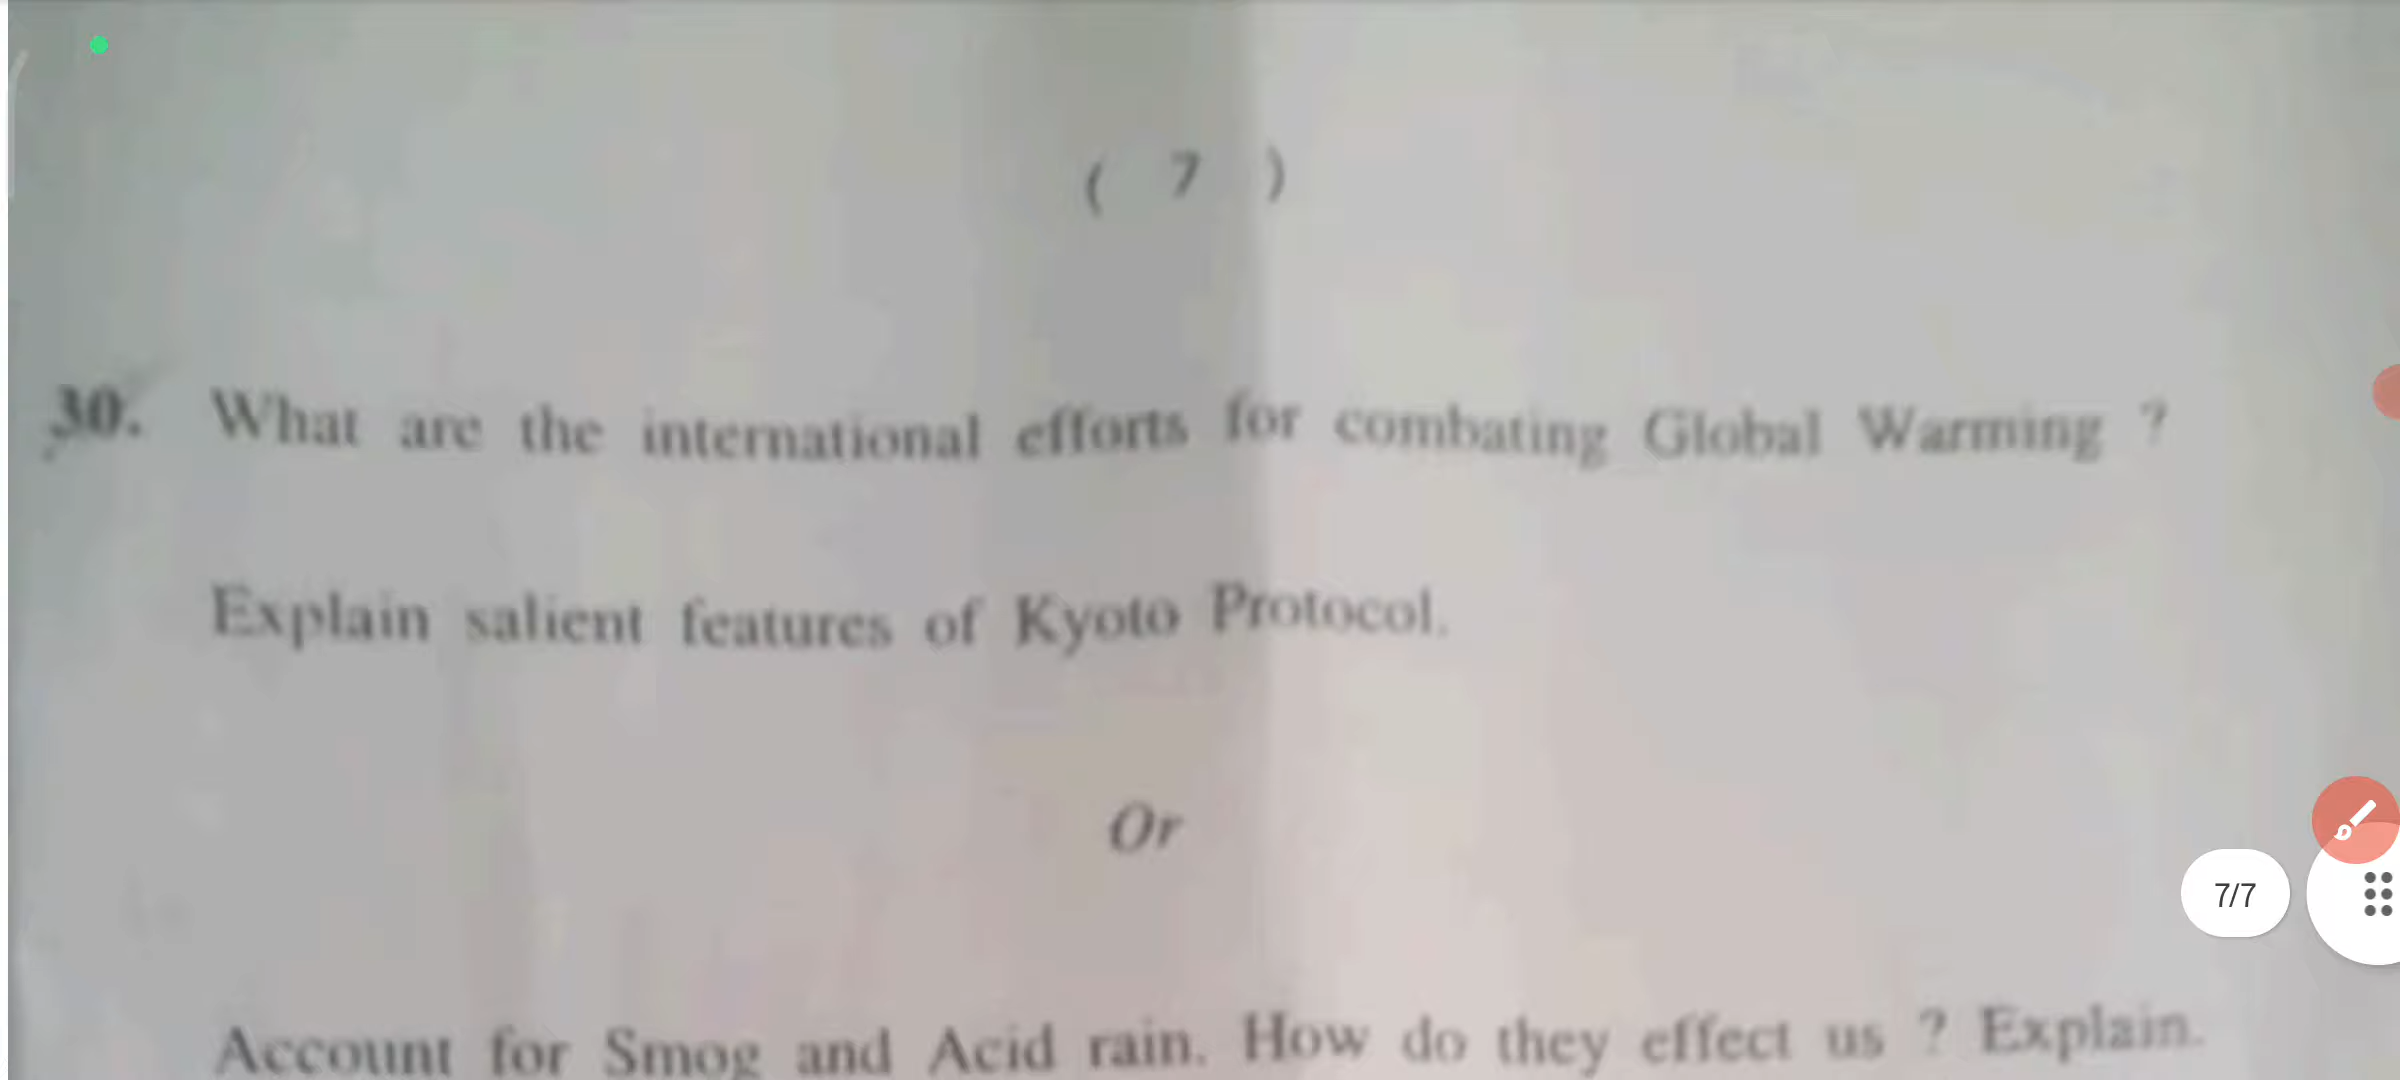 ( 7 )
30. What are the international efforts for combating Global Warming ?
Explain salient features of Kyoto Protocol.
Or
7/7
Account for Smog and Acid rain. How do they effect us ? Explain.